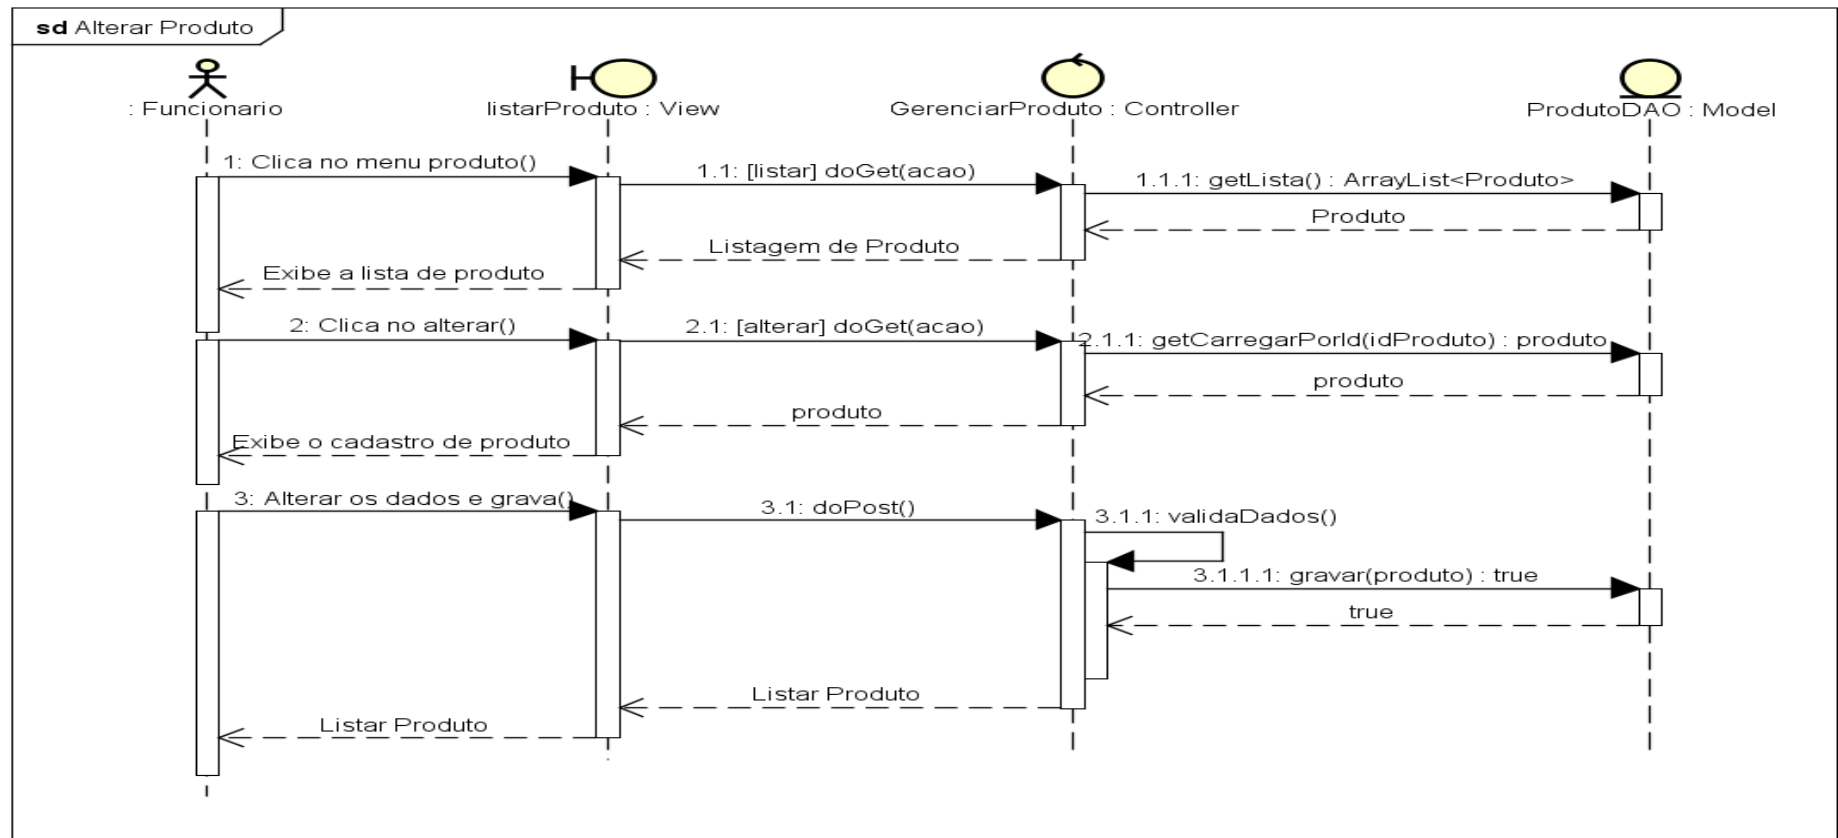 sd Alterar Produto
: Funcionario
listarProduto : View
GerenciarProduto : Controller
ProdutoDAO : Model
1: Clica no menu produto()
1.1: [listar] doGet(acao)
1.1.1: getLista() : ArrayList<Produto>
Produto
Listagem de Produto
Exibe a lista de produto
2: Clica no alterar()
2.1: [alterar] doGet(acao)
2.1.1: getCarregarPorId(idProduto) : produto
produto
produto
Exibe o cadastro de produto
3: Alterar os dados e grava()
3.1: doPost()
3.1.1: validaDados()
3.1.1.1: gravar(produto) : true
true
Listar Produto
Listar Produto